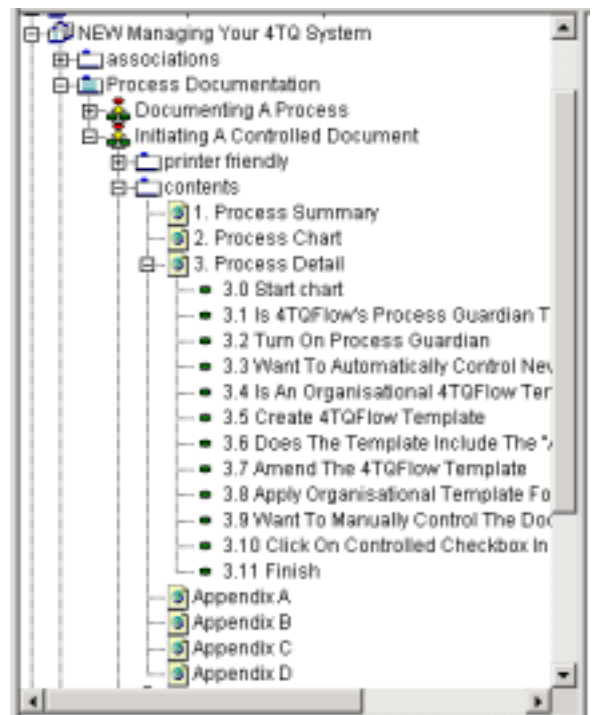 NEW Managing Your 4TQ System
associations
Process Documentation
Documenting A Process
Initiating A Controlled Document
printer friendly
contents
1. Process Summary
2. Process Chart
3. Process Detail
3.0 Start chart
3.1 Is 4TQFlow's Process Guardian T
3.2 Turn On Process Guardian
3.3 Want To Automatically Control New
3.4 Is An Organisational 4TQFlow Tem
3.5 Create 4TQFlow Template
3.6 Does The Template Include The "A
3.7 Amend The 4TQFlow Template
3.8 Apply Organisational Template Fo
3.9 Want To Manually Control The Doc
3.10 Click On Controlled Checkbox In
3.11 Finish
Appendix A
Appendix B
Appendix C
Appendix D